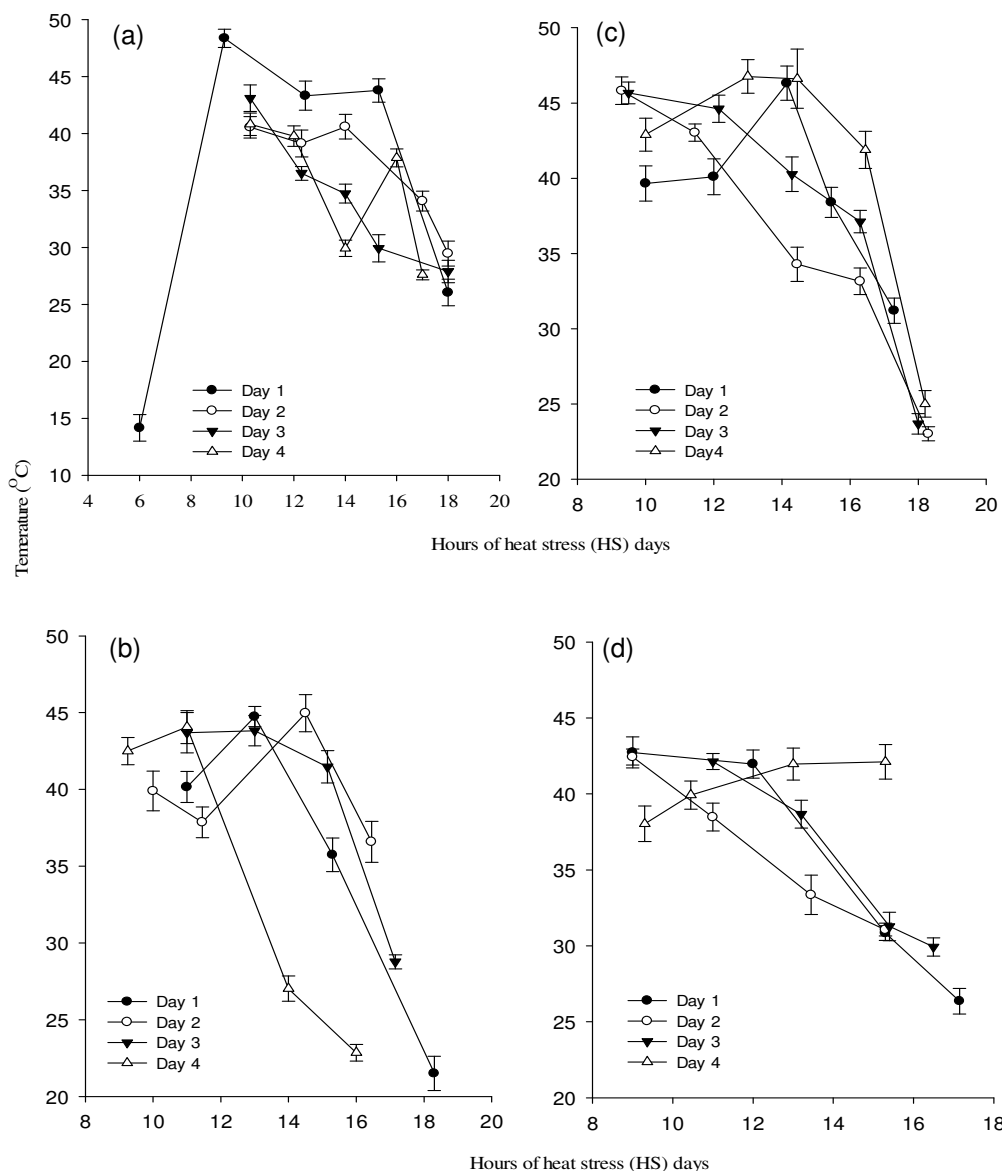 (a)
50
45
40
35
30
25
20
15
10
4 6 8 10 12 14 16 18 20
Day 1
Day 2
Day 3
Day 4
(c)
50
45
40
35
30
25
20
8 10 12 14 16 18 20
Day 1
Day 2
Day 3
Day4
Temerature (°C)
Hours of heat stress (HS) days
(b)
50
45
40
35
30
25
20
8 10 12 14 16 18 20
Day 1
Day 2
Day 3
Day 4
(d)
50
45
40
35
30
25
20
8 10 12 14 16 18
Day 1
Day 2
Day 3
Day 4
Hours of heat stress (HS) days